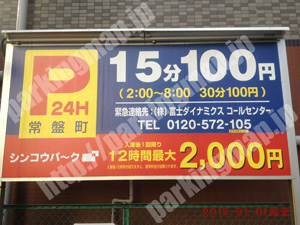 P
24H
常盤町
シンコウパーク
15分100円
(2:00~8:00 30分100円)
緊急連絡先:(株)富士ダイナミクス コールセンター
TEL 0120-572-105
入庫後1回限り
12時間最大 2,000円
http://parkingmap.jp